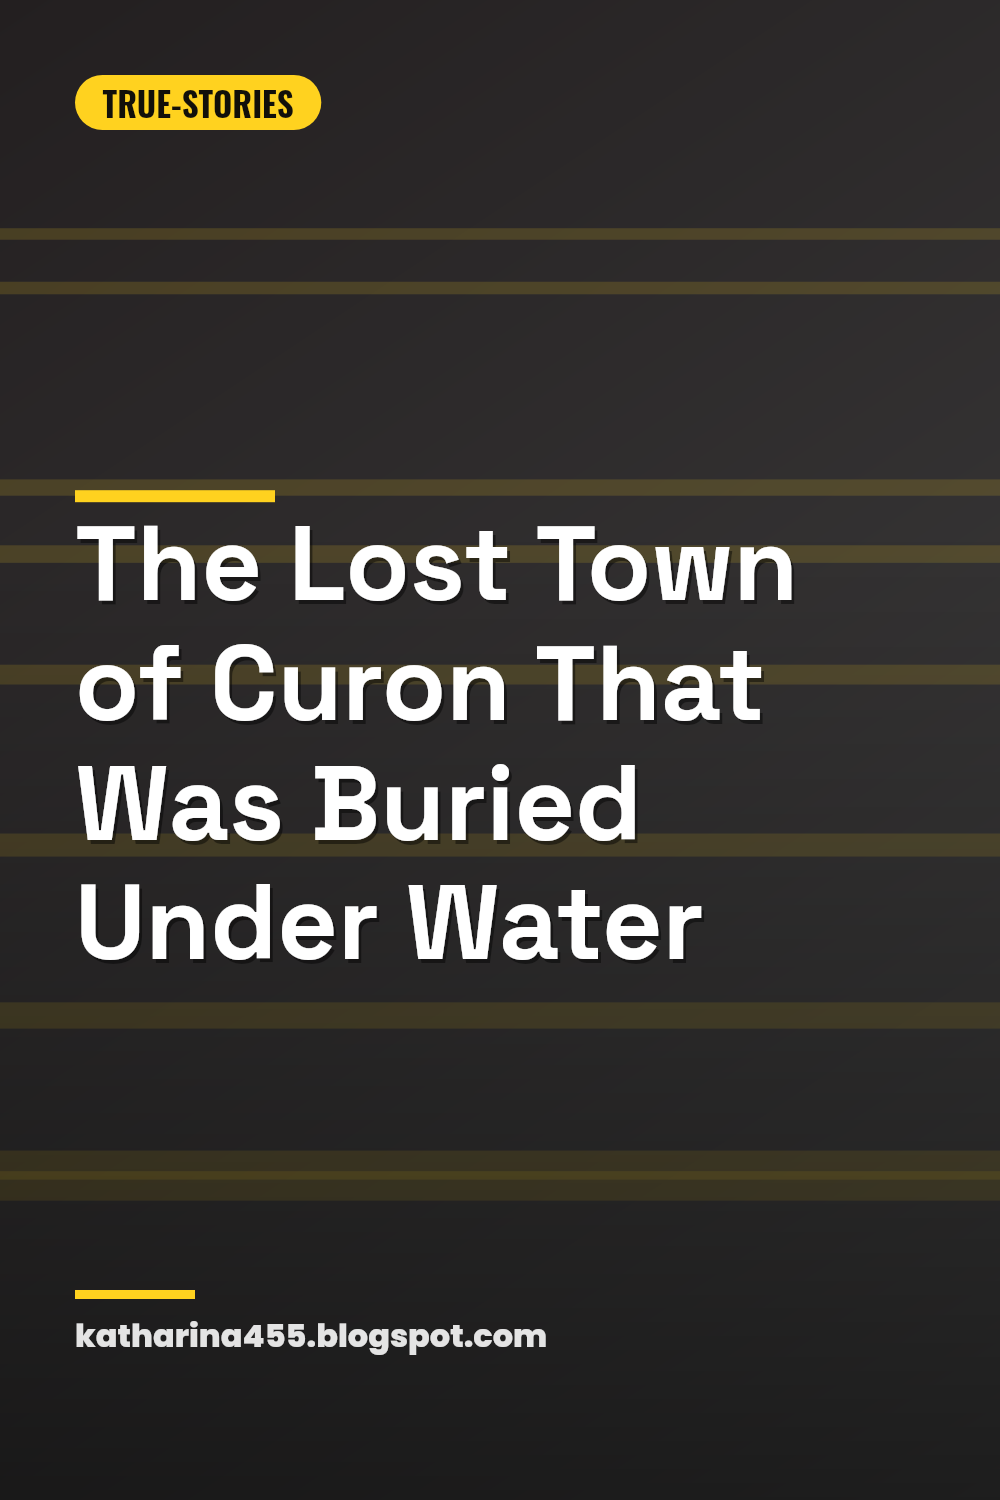 TRUE-STORIES
The Lost Town
of Curon That
Was Buried
Under Water
katharina455.blogspot.com